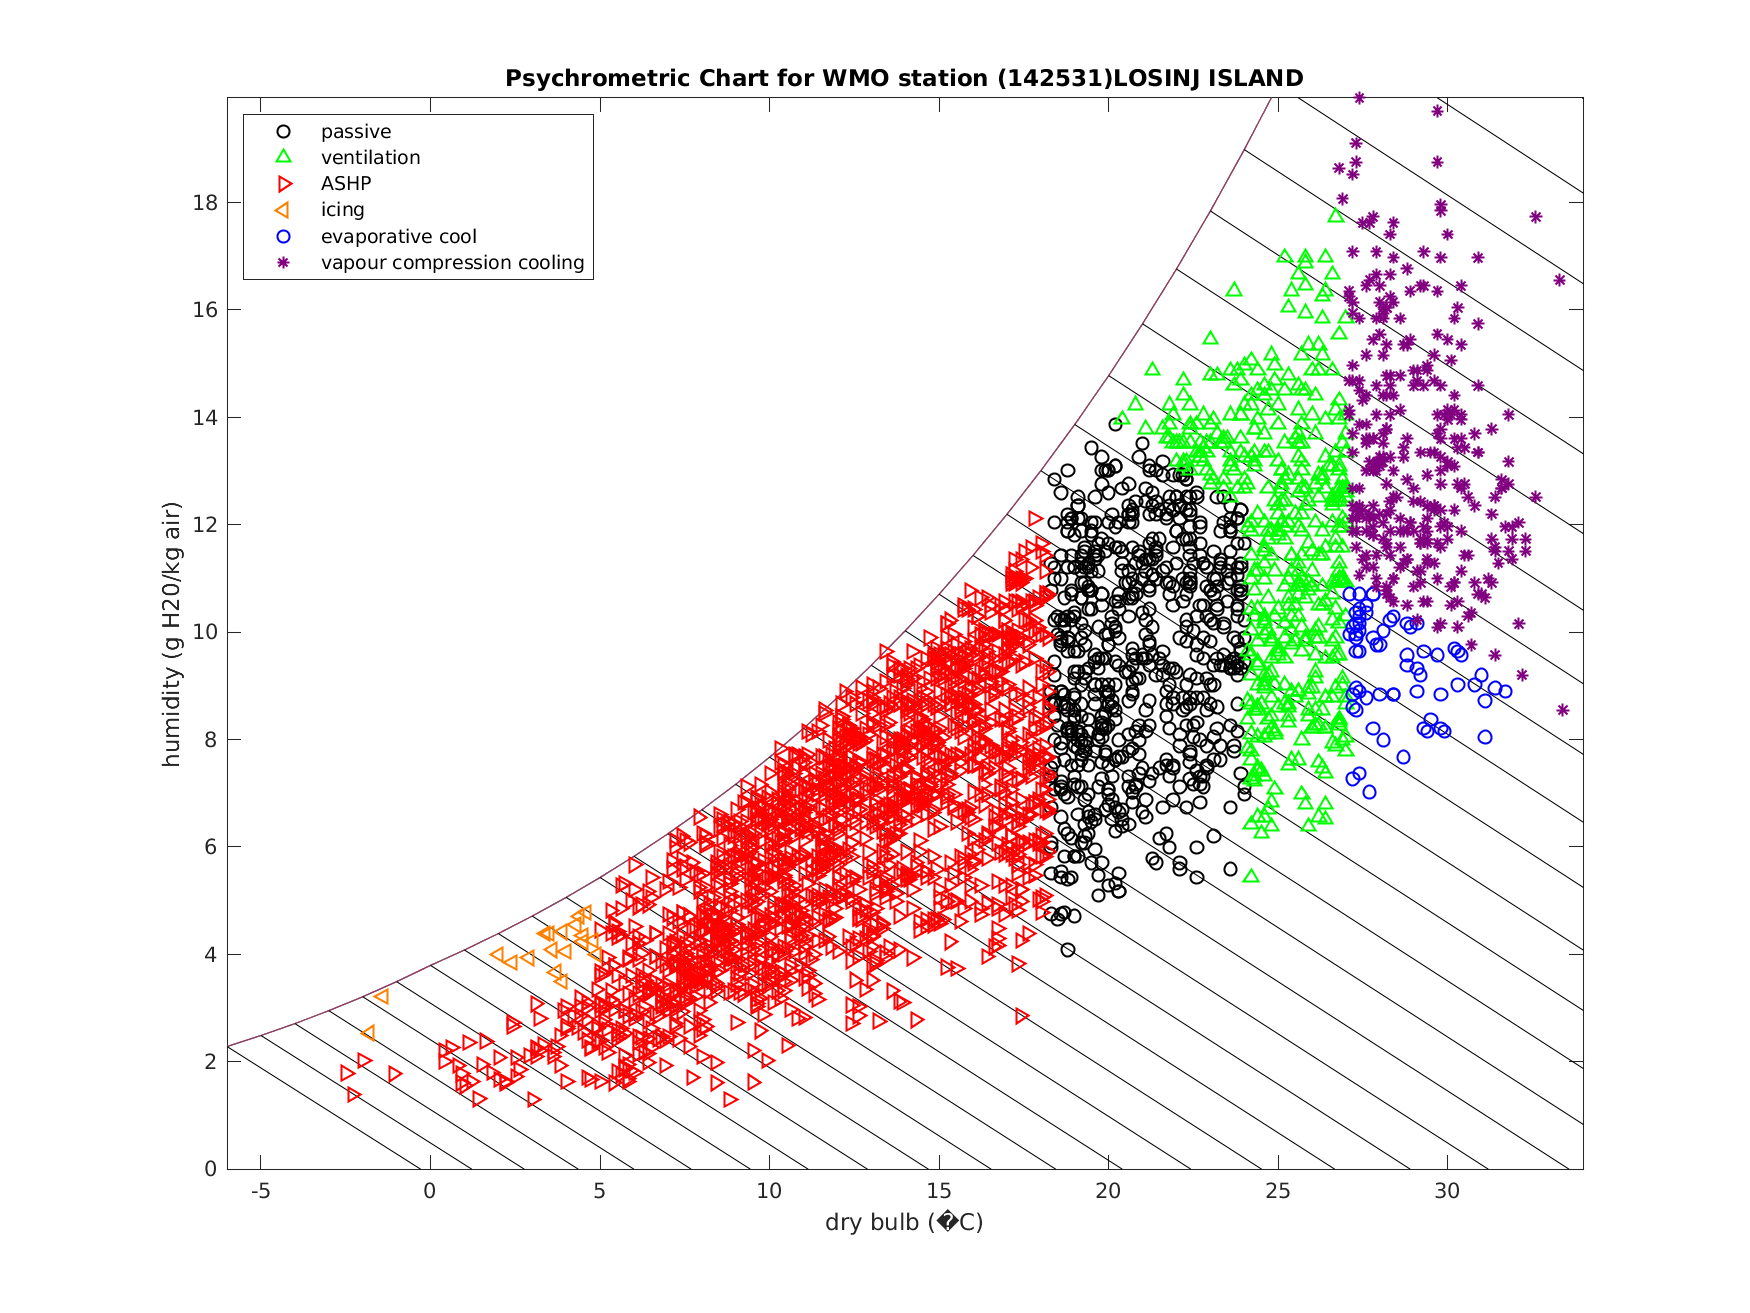 Psychrometric Chart for WMO station (142531)LOSINJ ISLAND
passive
ventilation
ASHP
icing
evaporative cool
vapour compression cooling
humidity (g H20/kg air)
18
16
14
12
10
8
6
4
2
0
-5 0 5 10 15 20 25 30
dry bulb (�C)